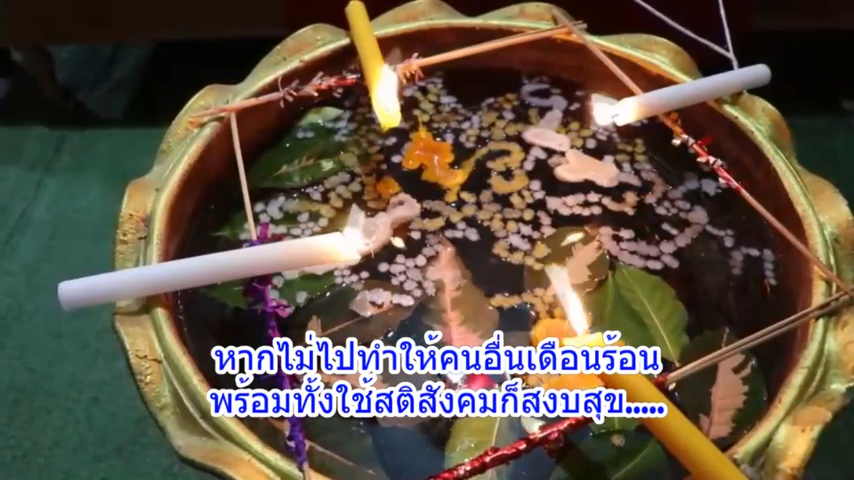 หากไม่ไปทำให้คนอื่นเดือนร้อน
พร้อมทั้งใช้สติสังคมก็สงบสุข.....